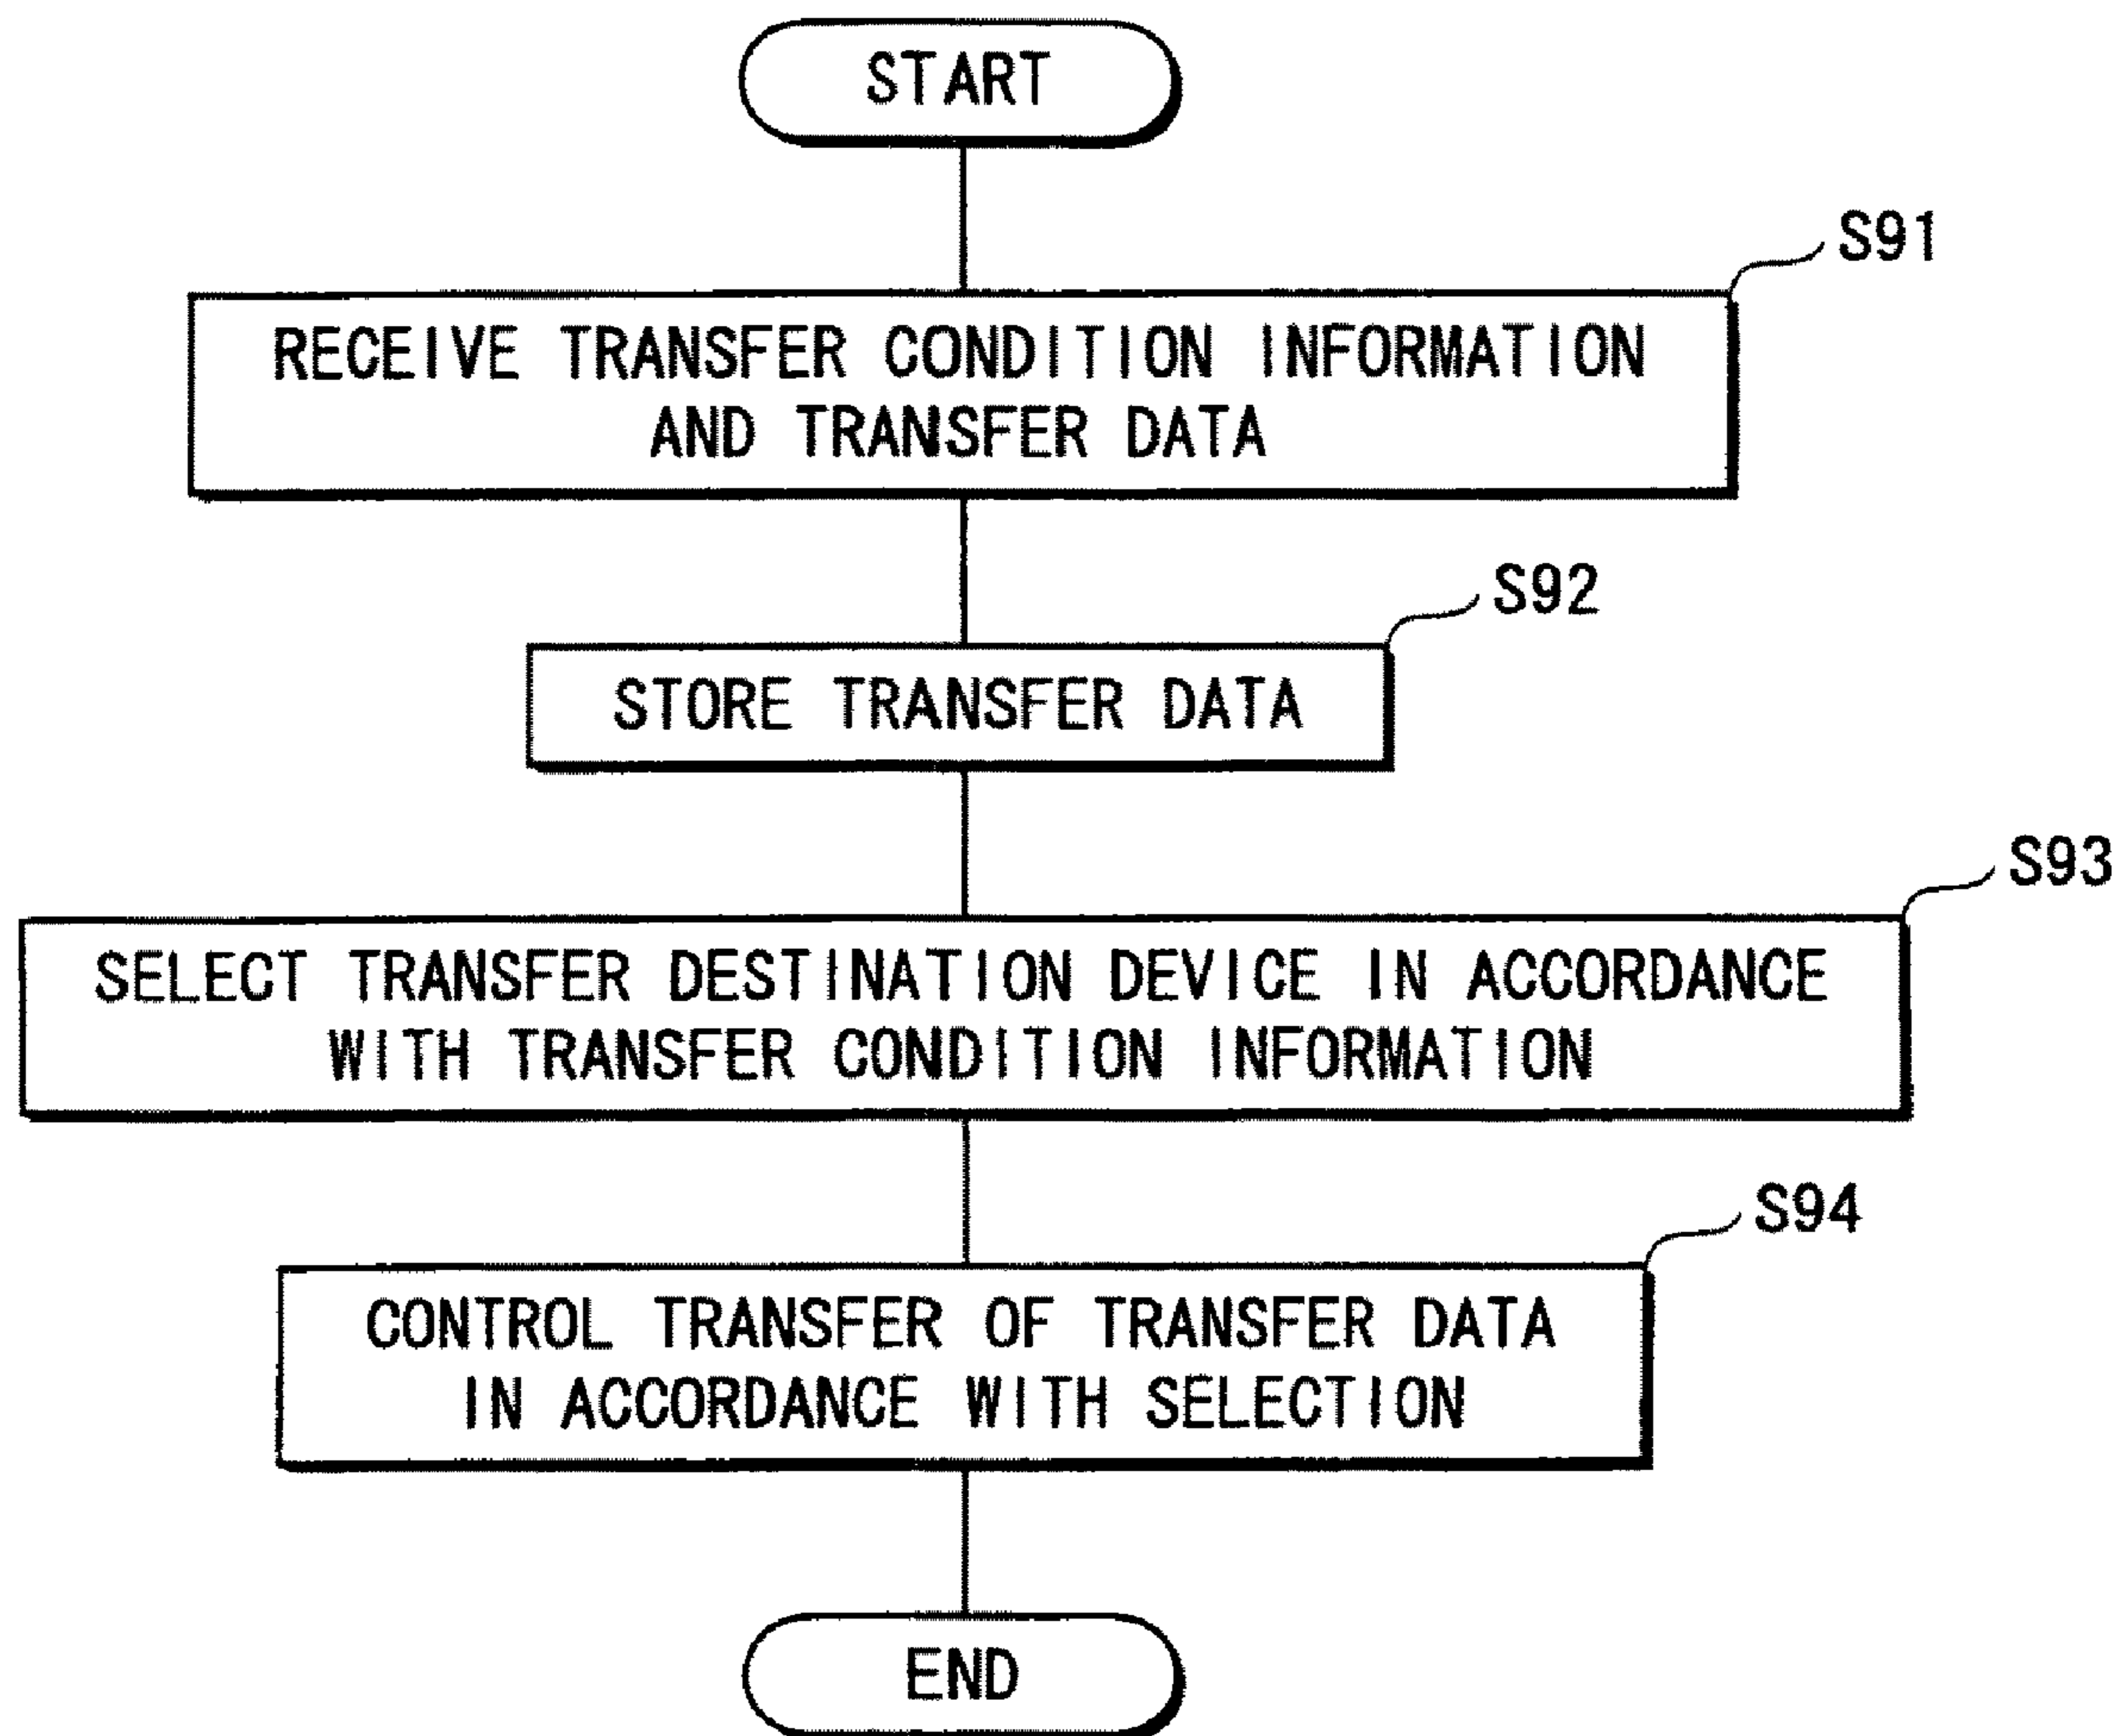 START
S91
RECEIVE TRANSFER CONDITION INFORMATION
AND TRANSFER DATA
S92
STORE TRANSFER DATA
S93
SELECT TRANSFER DESTINATION DEVICE IN ACCORDANCE
WITH TRANSFER CONDITION INFORMATION
S94
CONTROL TRANSFER OF TRANSFER DATA
IN ACCORDANCE WITH SELECTION
END